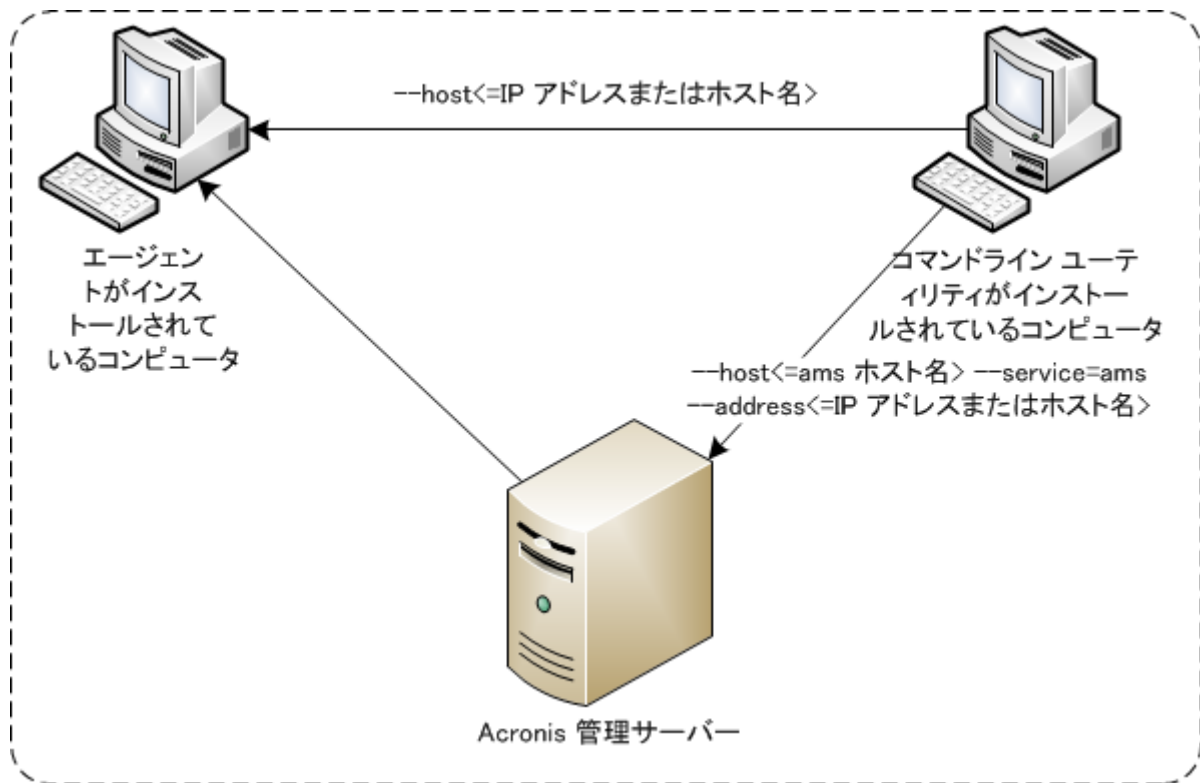 --host<=IP アドレスまたはホスト名>
エージェン
トがインス
トールされて
いるコンピュータ
コマンドライン ユーテ
ィリティがインストー
ルされているコンピュータ
--host<=ams ホスト名> --service=ams
--address<=IP アドレスまたはホスト名>
Acronis 管理サーバー